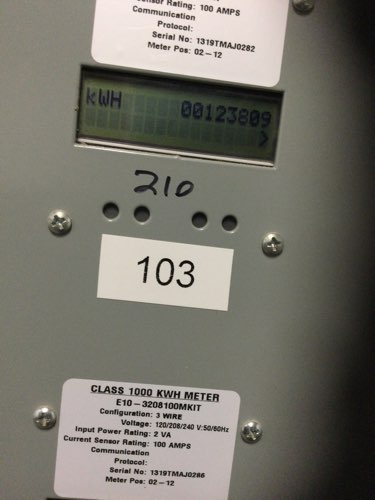 Sensor Rating: 100 AMPS
Communication
Protocol:
Serial No: 1319TMAJ0282
Meter Pos: 02-12
kWH 00123809
>
210
103
CLASS 1000 KWH METER
E10-3208100MKIT
Configuration: 3 WIRE
Voltage: 120/208/240 V:50/60Hz
Input Power Rating: 2 VA
Current Sensor Rating: 100 AMPS
Communication
Protocol:
Serial No: 1319TMAJ0286
Meter Pos: 02-12